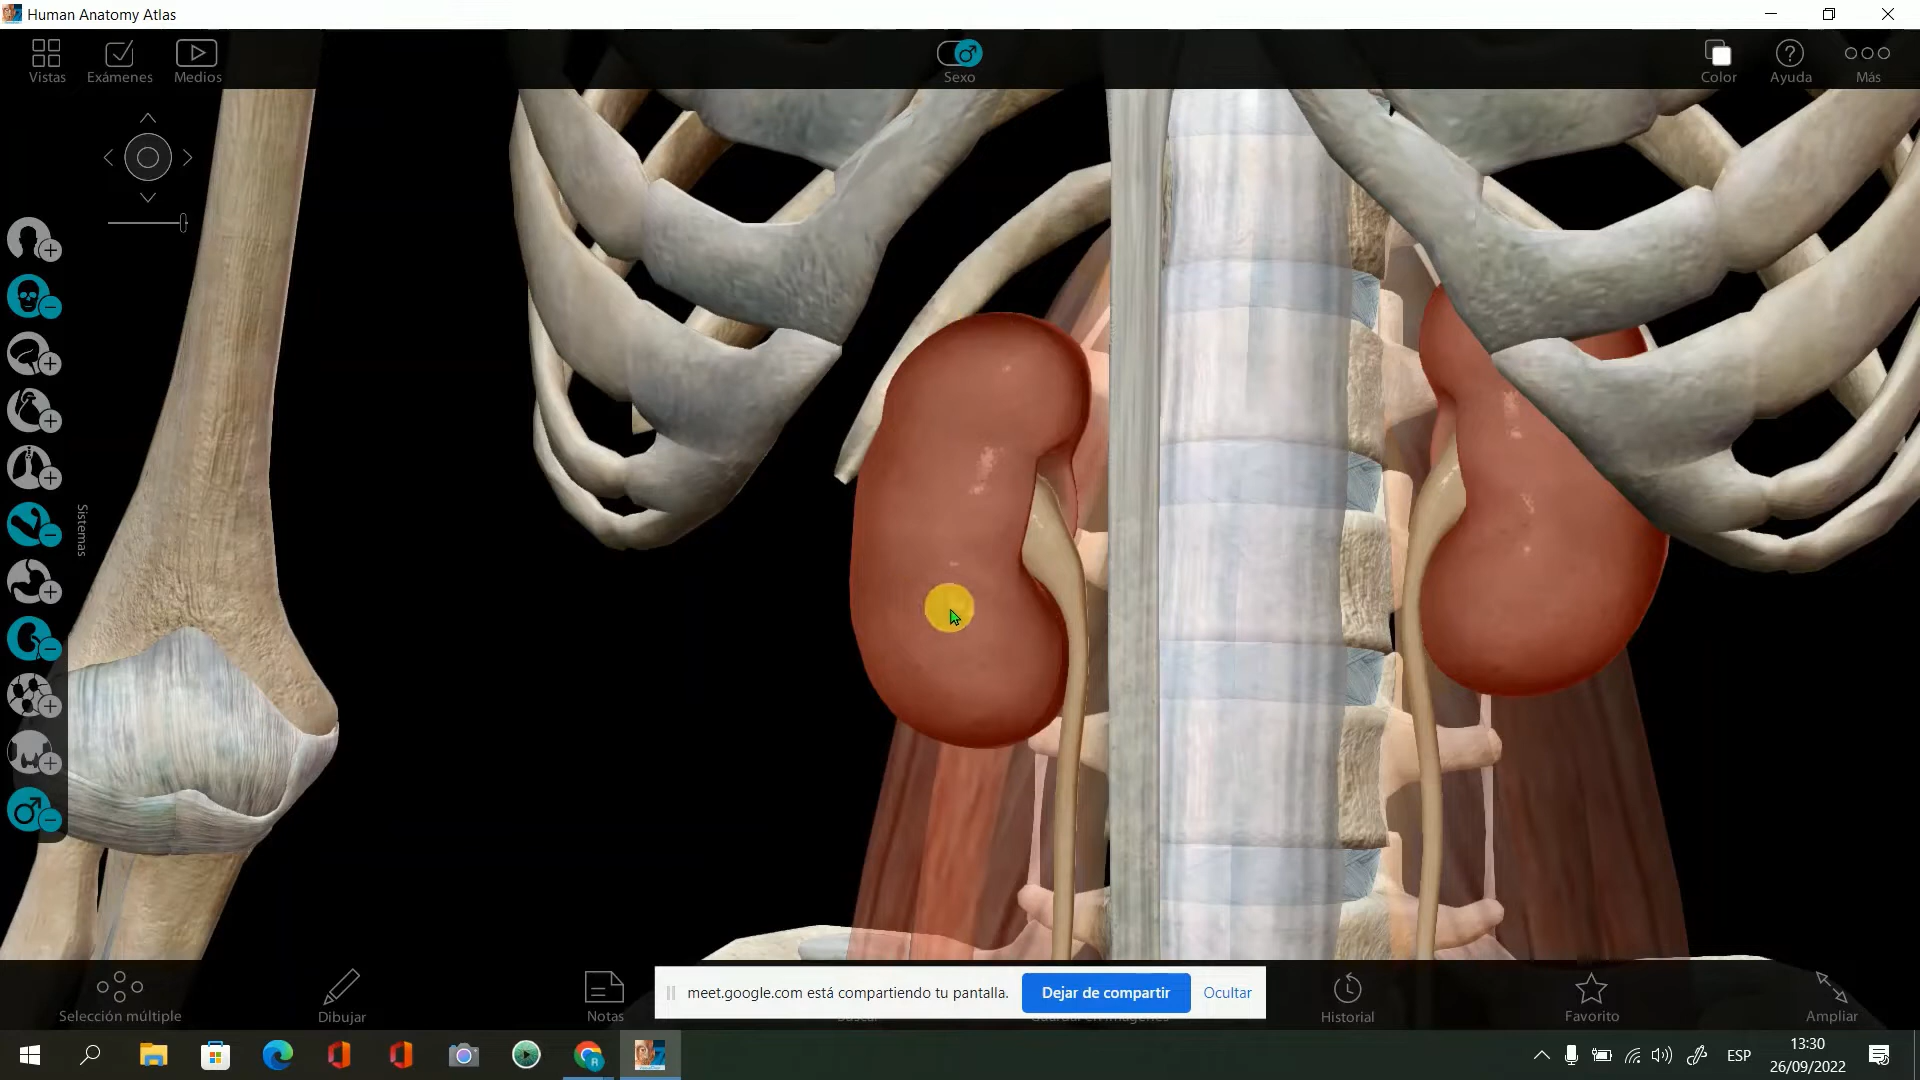 Human Anatomy Atlas
Vistas
Exámenes
Medios
Sexo
Color
Ayuda
Más
Sistemas
Selección múltiple
Dibujar
Notas
meet.google.com está compartiendo tu pantalla.
Dejar de compartir
Ocultar
Historial
Favorito
Ampliar
ESP
13:30
26/09/2022